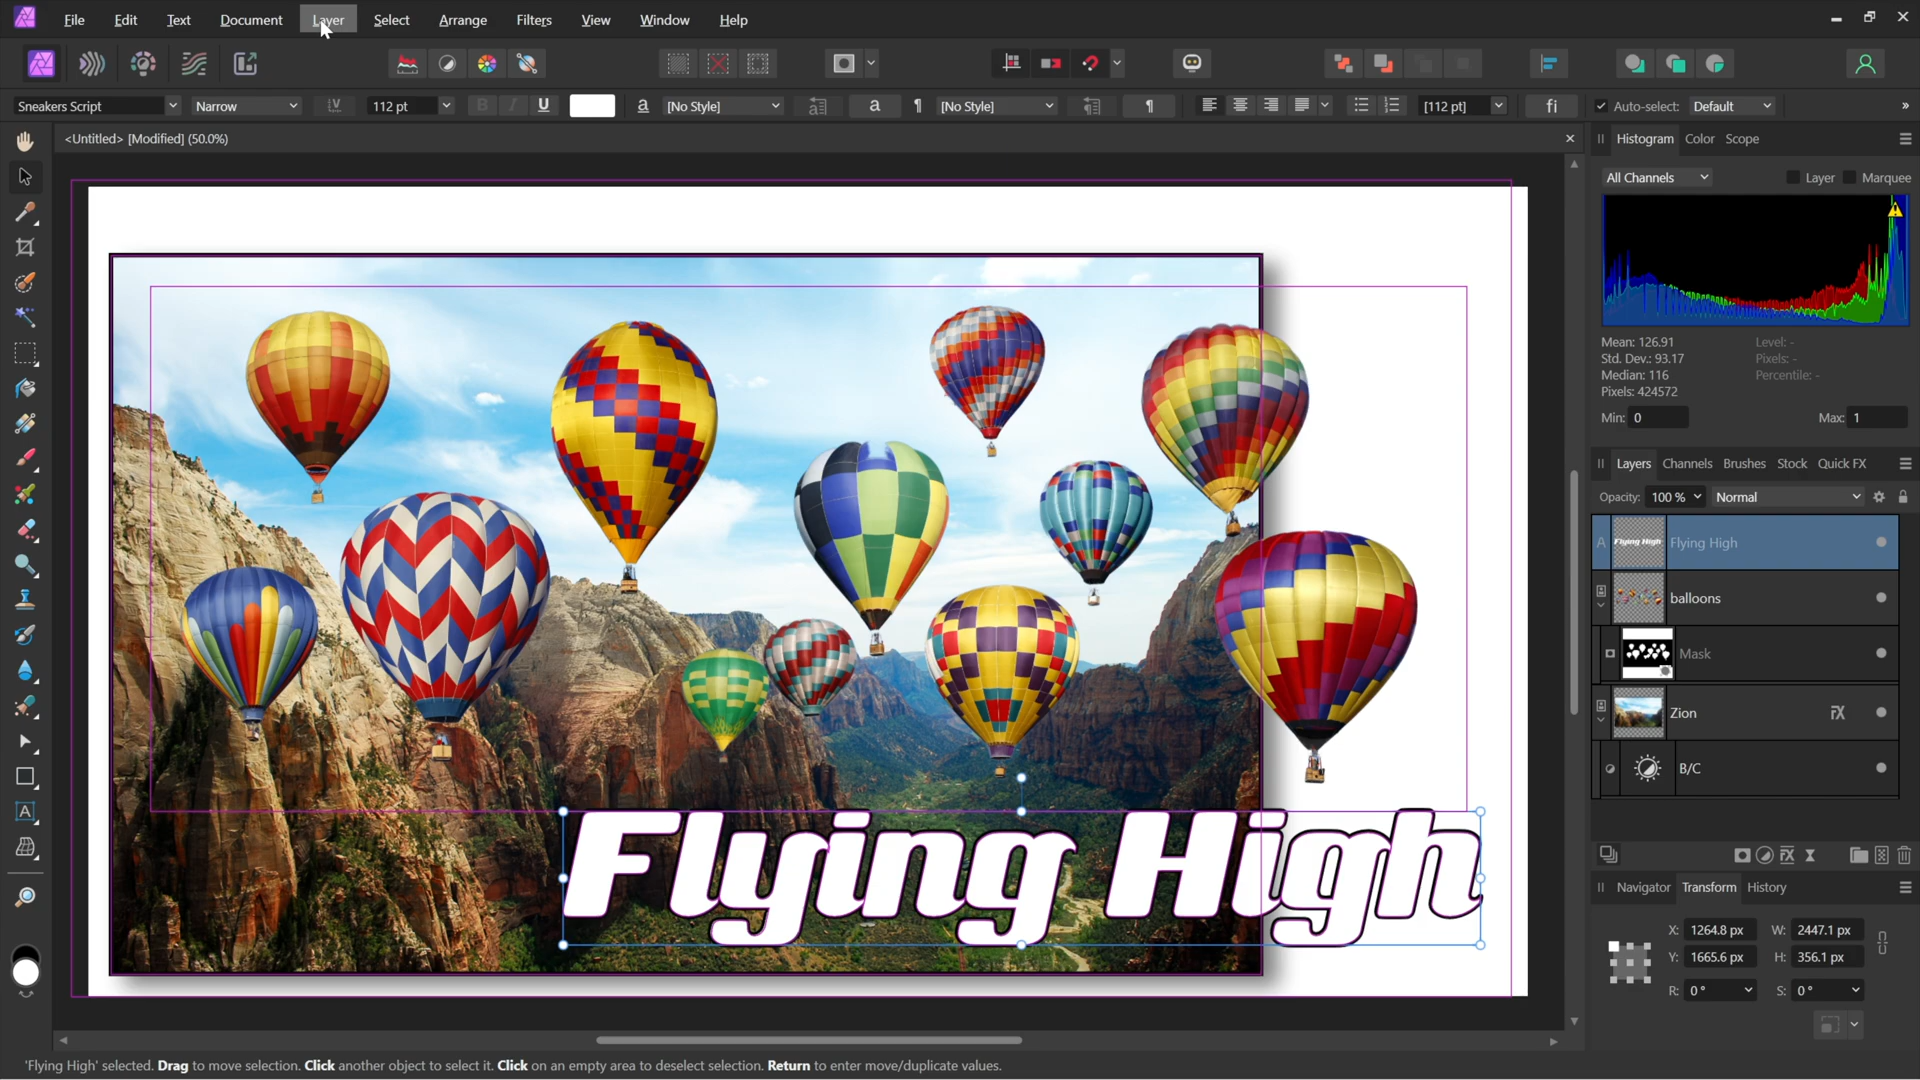 File Edit Text Document Layer Select Arrange Filters View Window Help
Sneakers Script Narrow 112 pt B I U a [No Style] a ¶ [No Style] ¶ [112 pt] fi Auto-select: Default »
<Untitled> [Modified] (50.0%)
Histogram Color Scope
All Channels Layer Marquee
Mean: 126.91 Level: -
Std. Dev.: 93.17 Pixels: -
Median: 116 Percentile: -
Pixels: 424572
Min: 0 Max: 1
Layers Channels Brushes Stock Quick FX
Opacity: 100 % Normal
A Flying High Flying High
balloons
Mask
Zion FX
B/C
Flying High
Navigator Transform History
X: 1264.8 px W: 2447.1 px
Y: 1665.6 px H: 356.1 px
R: 0 ° S: 0 °
'Flying High' selected. Drag to move selection. Click another object to select it. Click on an empty area to deselect selection. Return to enter move/duplicate values.